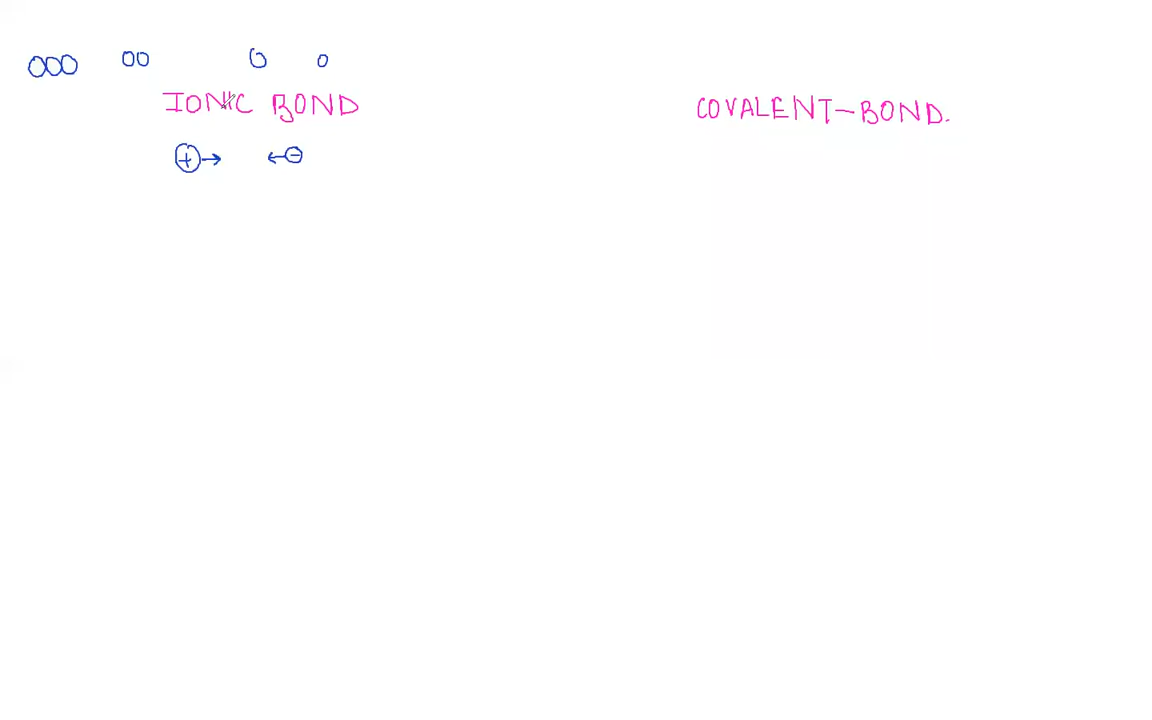 IONIC BOND
COVALENT-BOND.
+ → ← -